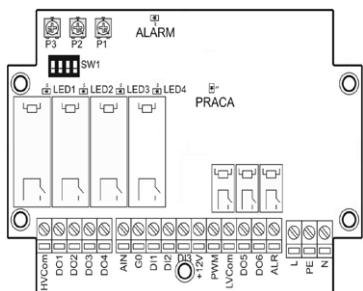 ALARM
P3 P2 P1
SW1
LED1 LED2 LED3 LED4
PRACA
HVCom DO1 DO2 DO3 DO4 AIN G0 DI1 DI2 DI3 +12V PWM LVCom DO5 DO6 ALR L PE N